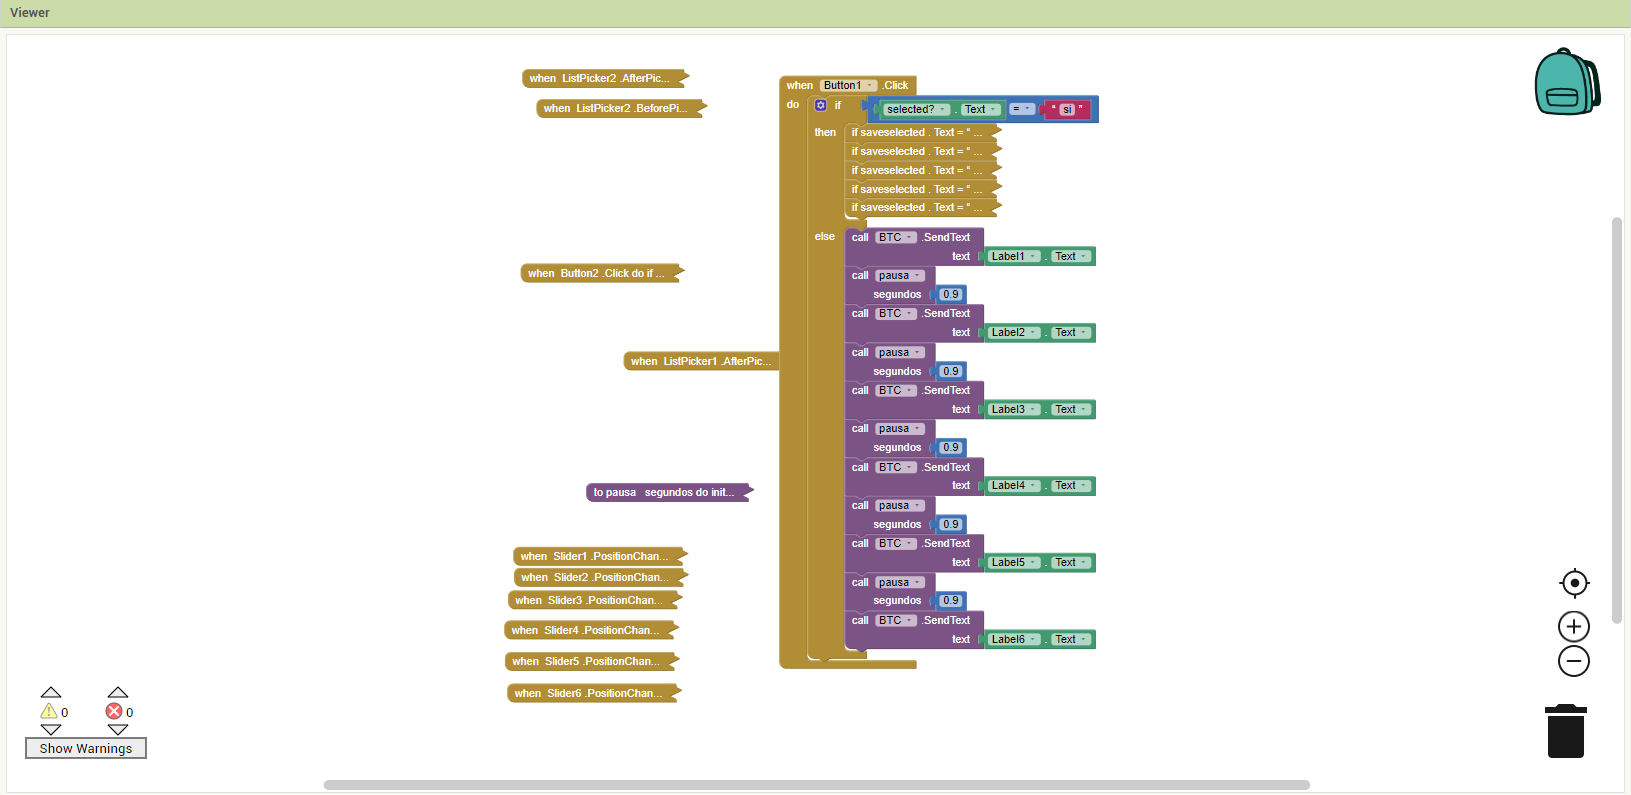 Viewer
when ListPicker2 .AfterPic...
when ListPicker2 .BeforePi...
when Button2 .Click do if ...
when ListPicker1 .AfterPic...
to pausa segundos do init...
when Slider1 .PositionChan...
when Slider2 .PositionChan...
when Slider3 .PositionChan...
when Slider4 .PositionChan...
when Slider5 .PositionChan...
when Slider6 .PositionChan...
when Button1 .Click
do if selected? . Text = " si "
then if saveselected . Text = " ...
if saveselected . Text = " ...
if saveselected . Text = " ...
if saveselected . Text = " ...
if saveselected . Text = " ...
else call BTC .SendText
text Label1 . Text
call pausa
segundos 0.9
call BTC .SendText
text Label2 . Text
call pausa
segundos 0.9
call BTC .SendText
text Label3 . Text
call pausa
segundos 0.9
call BTC .SendText
text Label4 . Text
call pausa
segundos 0.9
call BTC .SendText
text Label5 . Text
call pausa
segundos 0.9
call BTC .SendText
text Label6 . Text
0 0
Show Warnings